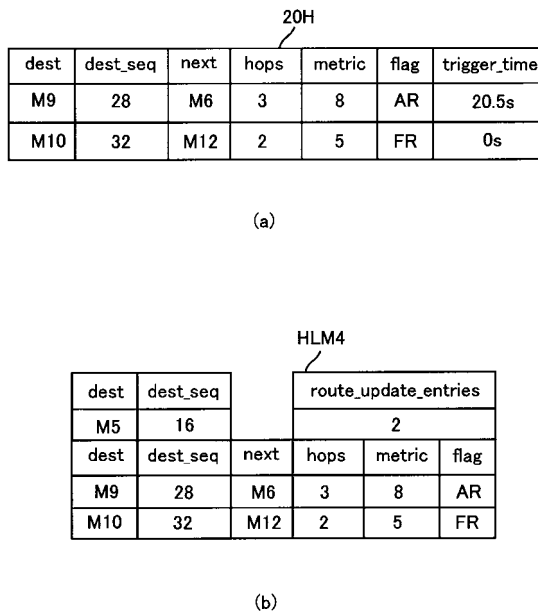 20H
dest dest_seq next hops metric flag trigger_time
M9 28 M6 3 8 AR 20.5s
M10 32 M12 2 5 FR 0s
(a)
HLM4
dest dest_seq route_update_entries
M5 16 2
dest dest_seq next hops metric flag
M9 28 M6 3 8 AR
M10 32 M12 2 5 FR
(b)